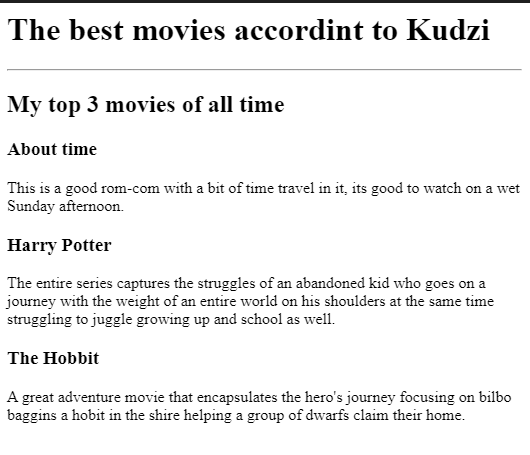 The best movies accordint to Kudzi
My top 3 movies of all time
About time
This is a good rom-com with a bit of time travel in it, its good to watch on a wet
Sunday afternoon.
Harry Potter
The entire series captures the struggles of an abandoned kid who goes on a
journey with the weight of an entire world on his shoulders at the same time
struggling to juggle growing up and school as well.
The Hobbit
A great adventure movie that encapsulates the hero's journey focusing on bilbo
baggins a hobit in the shire helping a group of dwarfs claim their home.